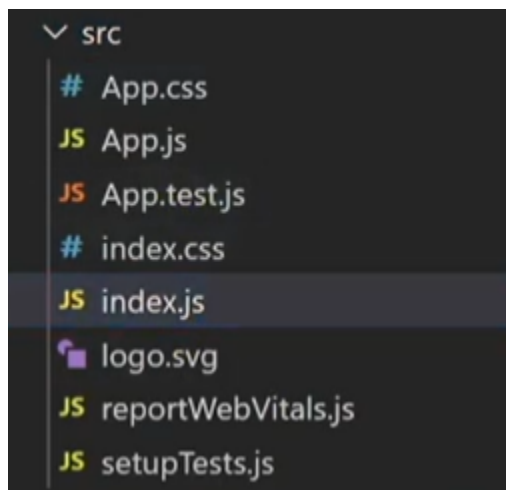 src
# App.css
JS App.js
JS App.test.js
# index.css
JS index.js
logo.svg
JS reportWebVitals.js
JS setupTests.js